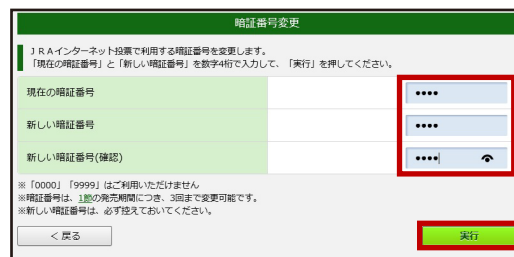 暗証番号変更
JRAインターネット投票で利用する暗証番号を変更します。
「現在の暗証番号」と「新しい暗証番号」を数字4桁で入力して、「実行」を押してください。
現在の暗証番号 ••••
新しい暗証番号 ••••
新しい暗証番号(確認) ••••
※「0000」「9999」はご利用いただけません
※暗証番号は、1節の発売期間につき、3回まで変更可能です。
※新しい暗証番号は、必ず控えておいてください。
<戻る 実行